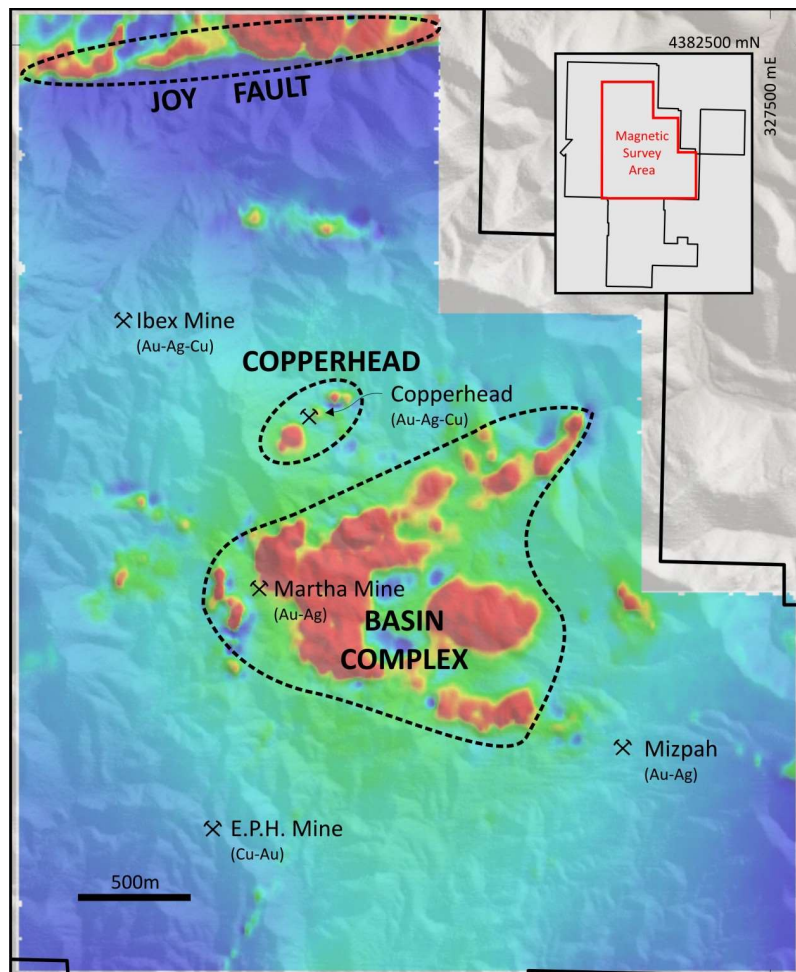 4382500 mN
327500 mE
Magnetic
Survey
Area
JOY FAULT
Ibex Mine
(Au-Ag-Cu)
COPPERHEAD
Copperhead
(Au-Ag-Cu)
Martha Mine
(Au-Ag)
BASIN
COMPLEX
Mizpah
(Au-Ag)
E.P.H. Mine
(Cu-Au)
500m